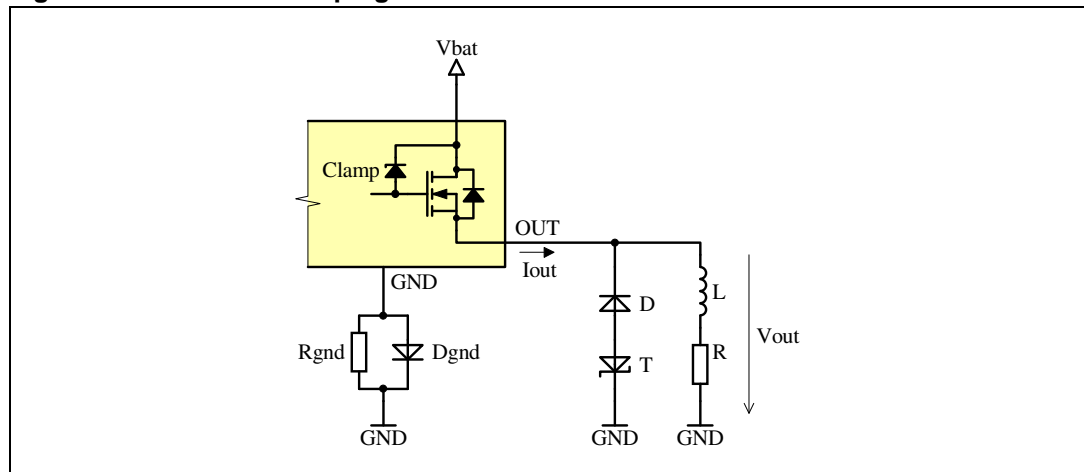 Vbat
Clamp
OUT
Iout
GND
Rgnd
Dgnd
D
T
L
R
Vout
GND
GND
GND